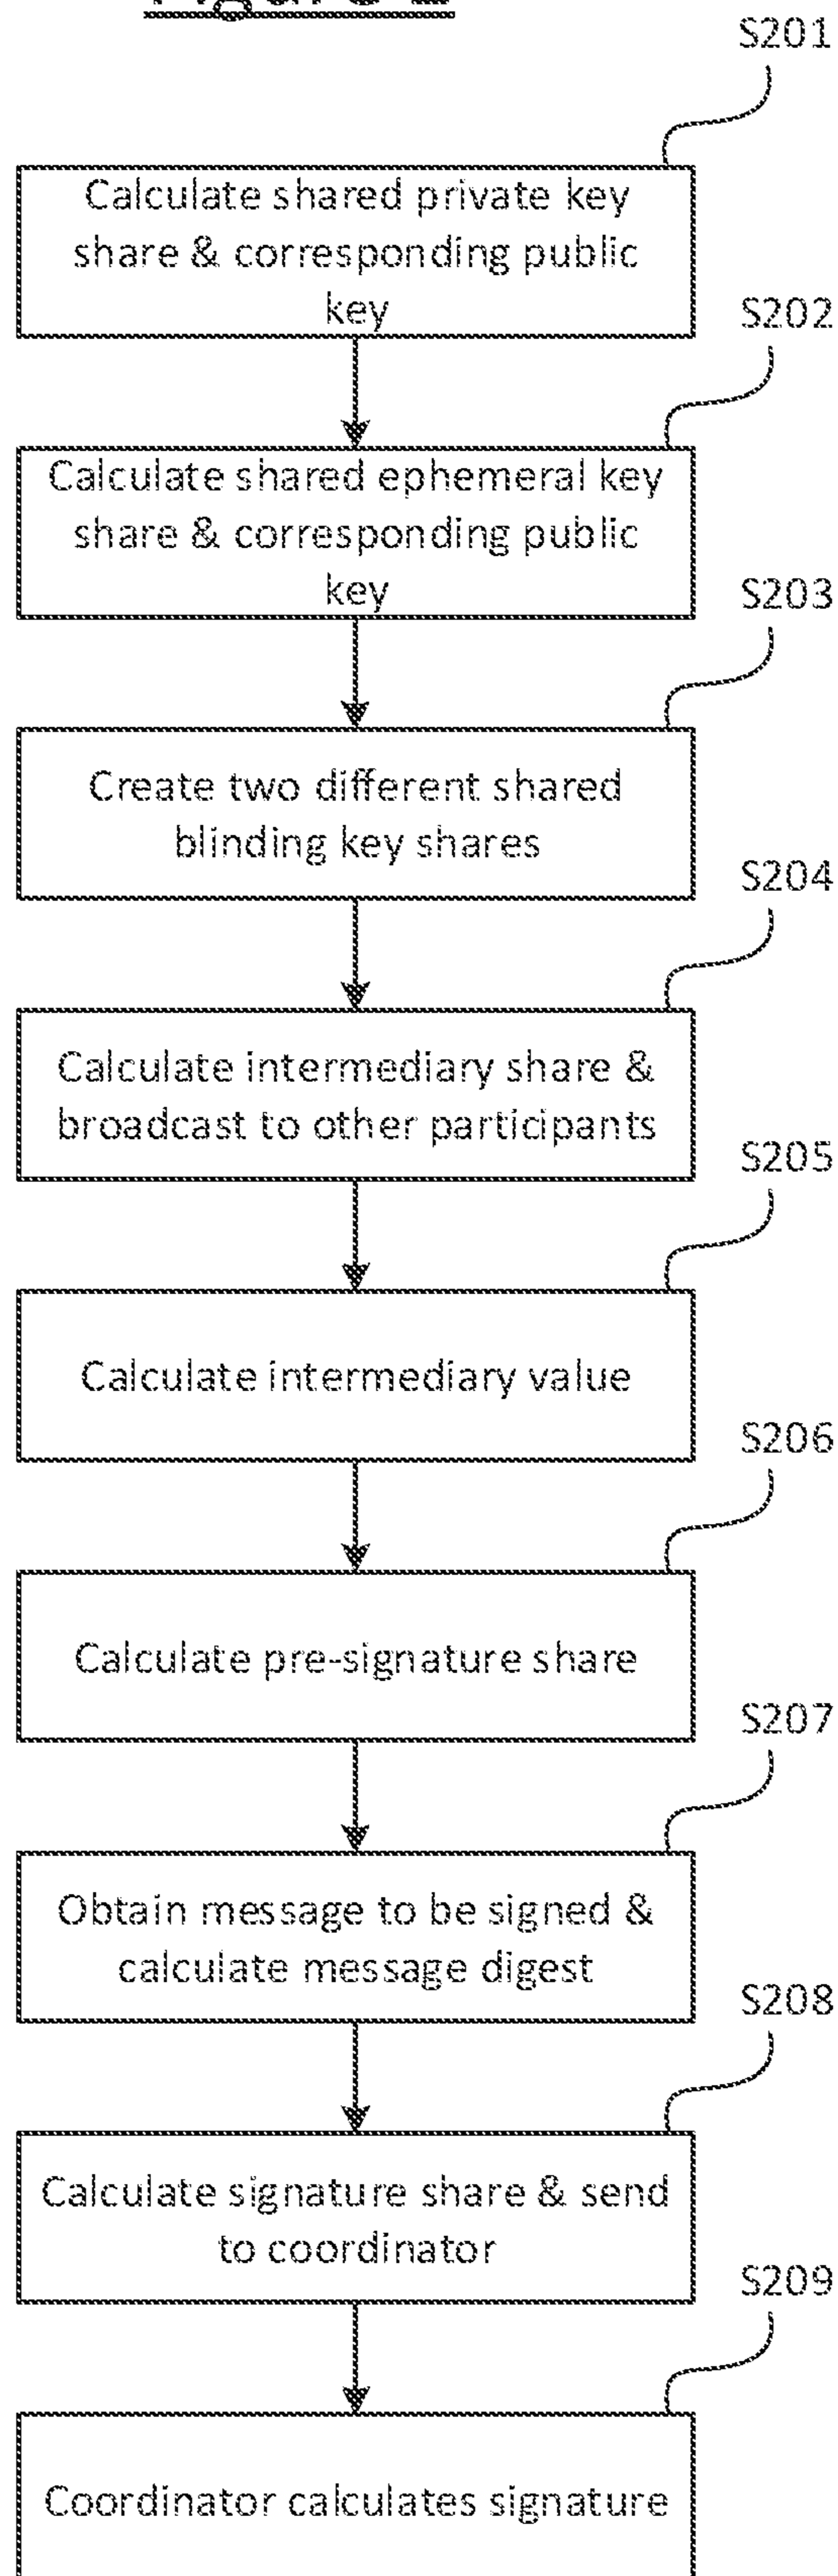 S201
Calculate shared private key
share & corresponding public
key
S202
Calculate shared ephemeral key
share & corresponding public
key
S203
Create two different shared
blinding key shares
S204
Calculate intermediary share &
broadcast to other participants
S205
Calculate intermediary value
S206
Calculate pre-signature share
S207
Obtain message to be signed &
calculate message digest
S208
Calculate signature share & send
to coordinator
S209
Coordinator calculates signature